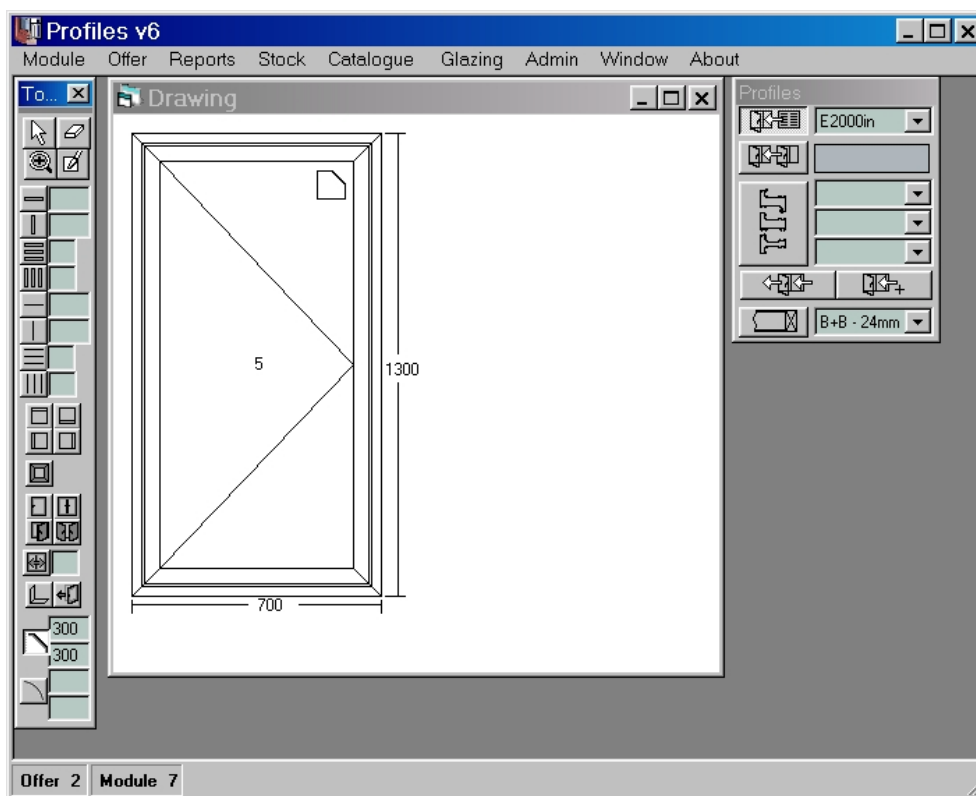 Profiles v6
Module Offer Reports Stock Catalogue Glazing Admin Window About
To...
Drawing
Profiles
E2000in
B+B - 24mm
5
1300
700
300
300
Offer 2 Module 7